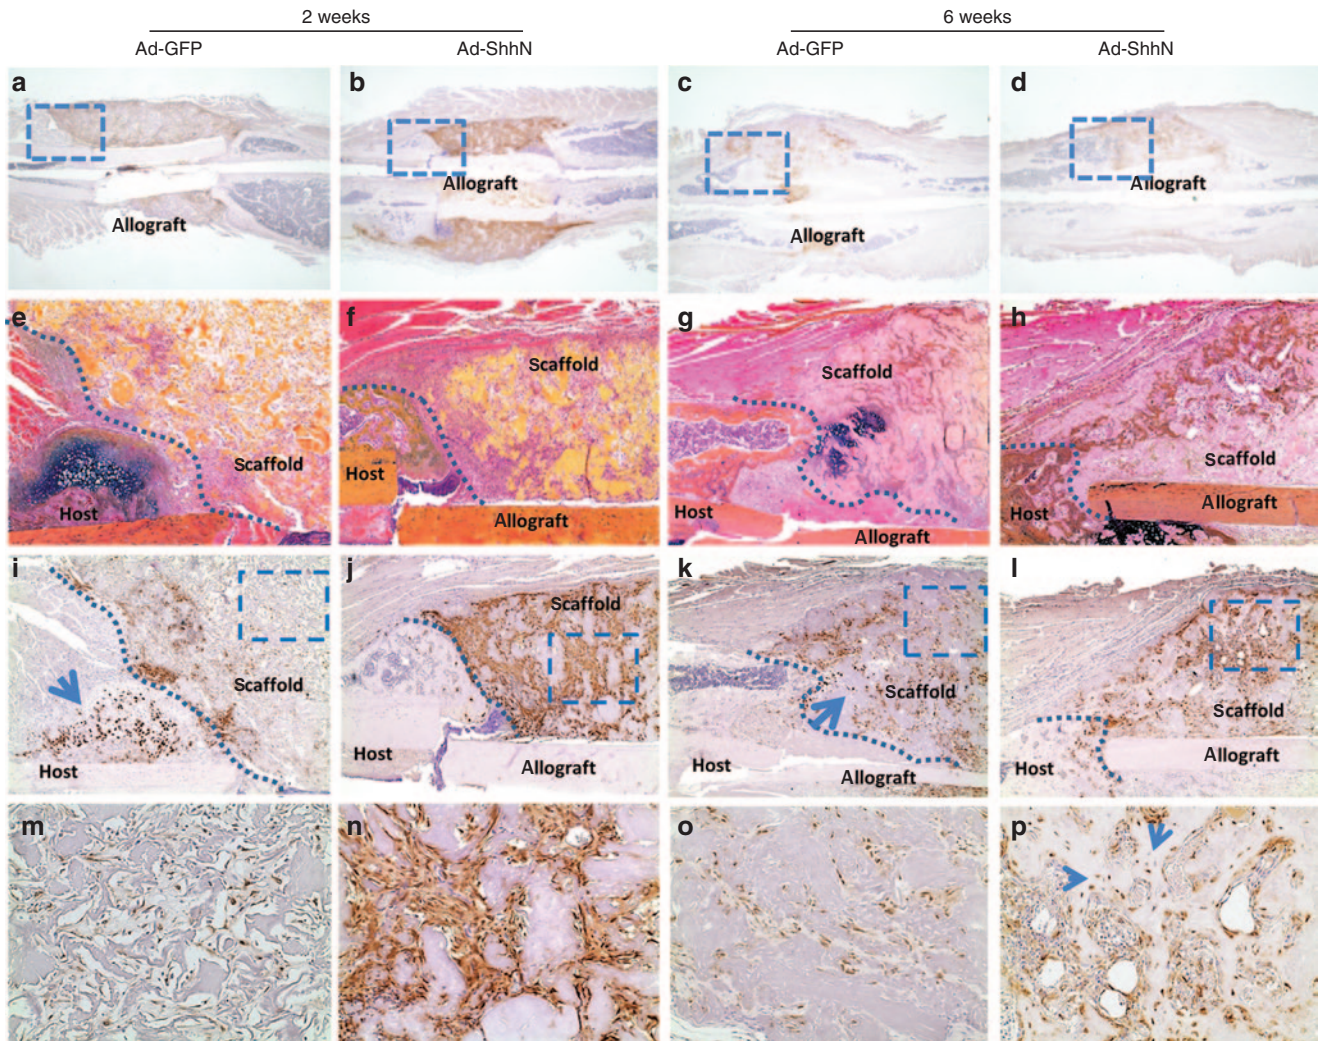 2 weeks
6 weeks
Ad-GFP
Ad-ShhN
Ad-GFP
Ad-ShhN
a
b
c
d
Allograft
Allograft
Allograft
Allograft
e
f
g
h
Scaffold
Scaffold
Scaffold
Scaffold
Host
Host
Host
Host
Allograft
Allograft
Allograft
i
j
k
l
Scaffold
Scaffold
Scaffold
Scaffold
Host
Host
Host
Host
Allograft
Allograft
Allograft
m
n
o
p